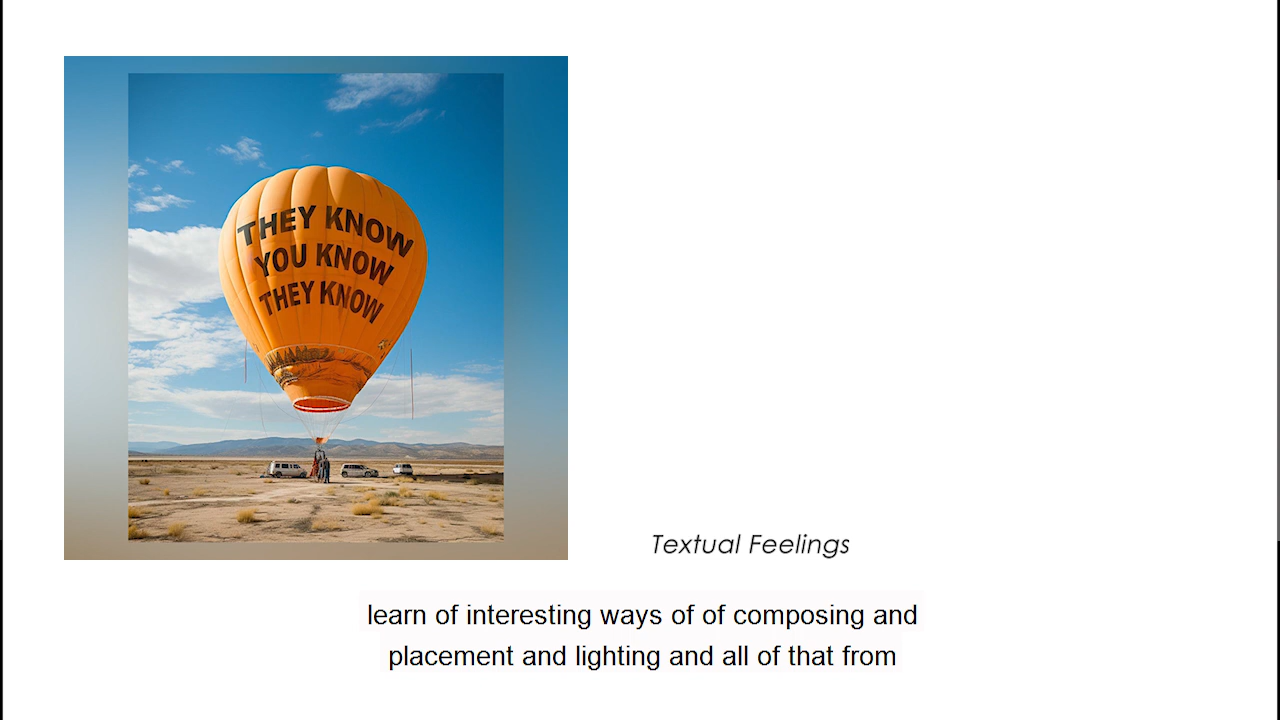 THEY KNOW
YOU KNOW
THEY KNOW
Textual Feelings
learn of interesting ways of of composing and
placement and lighting and all of that from